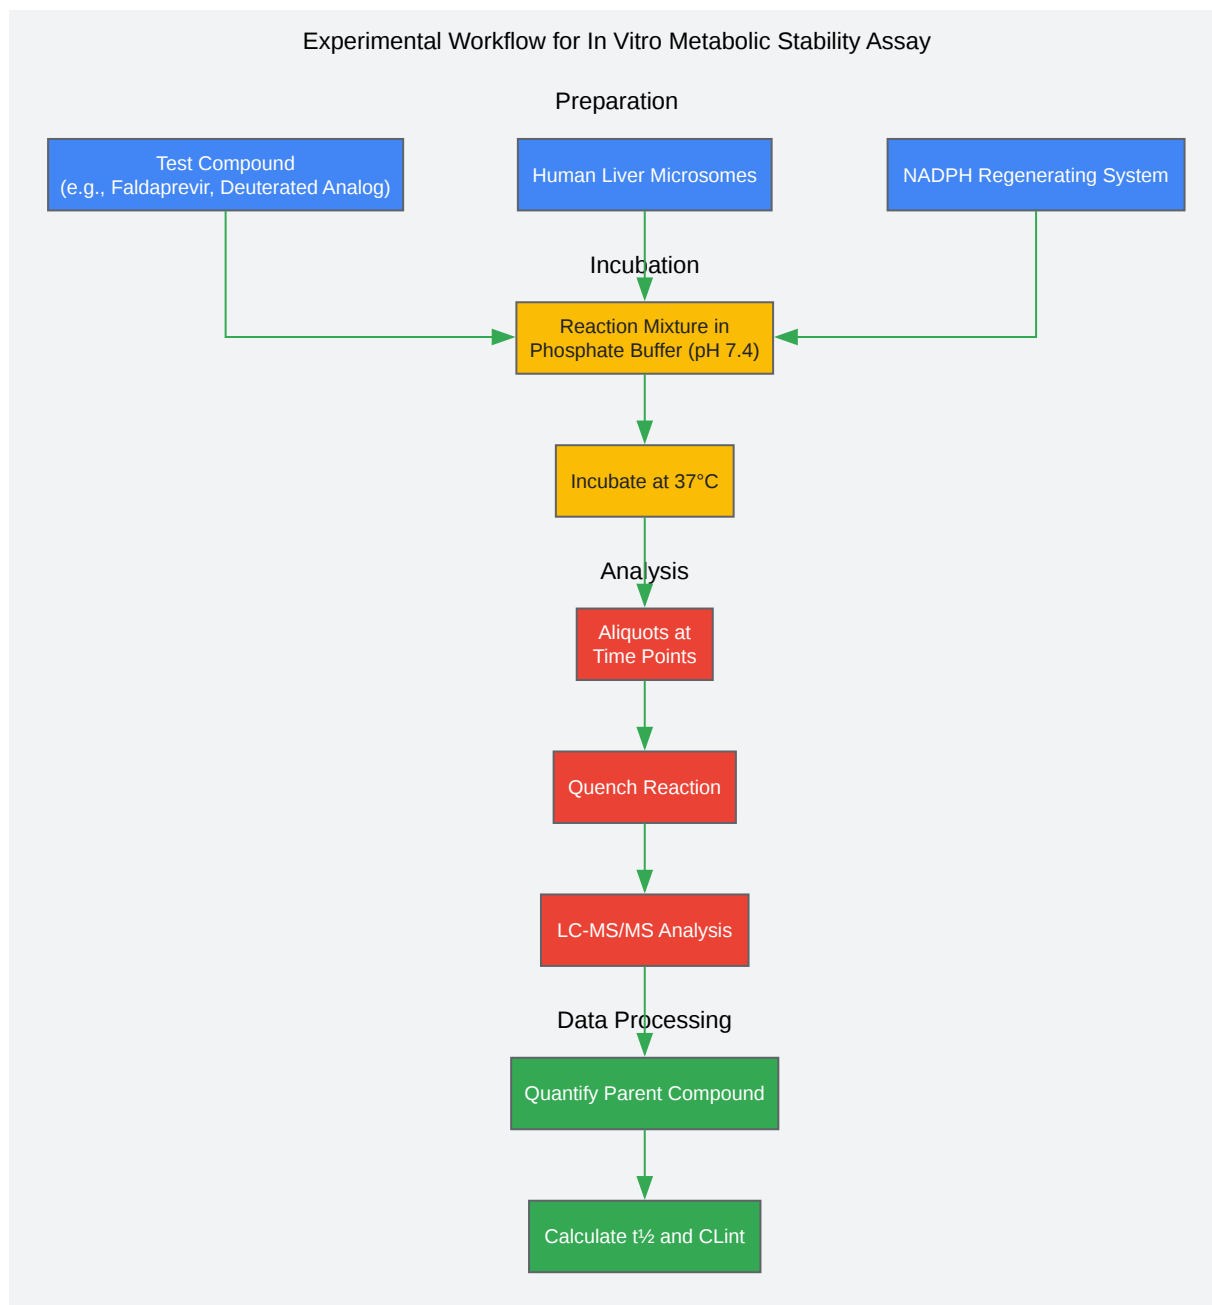 Experimental Workflow for In Vitro Metabolic Stability Assay
Preparation
Test Compound
(e.g., Faldaprevir, Deuterated Analog)
Human Liver Microsomes
NADPH Regenerating System
Incubation
Reaction Mixture in
Phosphate Buffer (pH 7.4)
Incubate at 37°C
Analysis
Aliquots at
Time Points
Quench Reaction
LC-MS/MS Analysis
Data Processing
Quantify Parent Compound
Calculate t½ and CLint